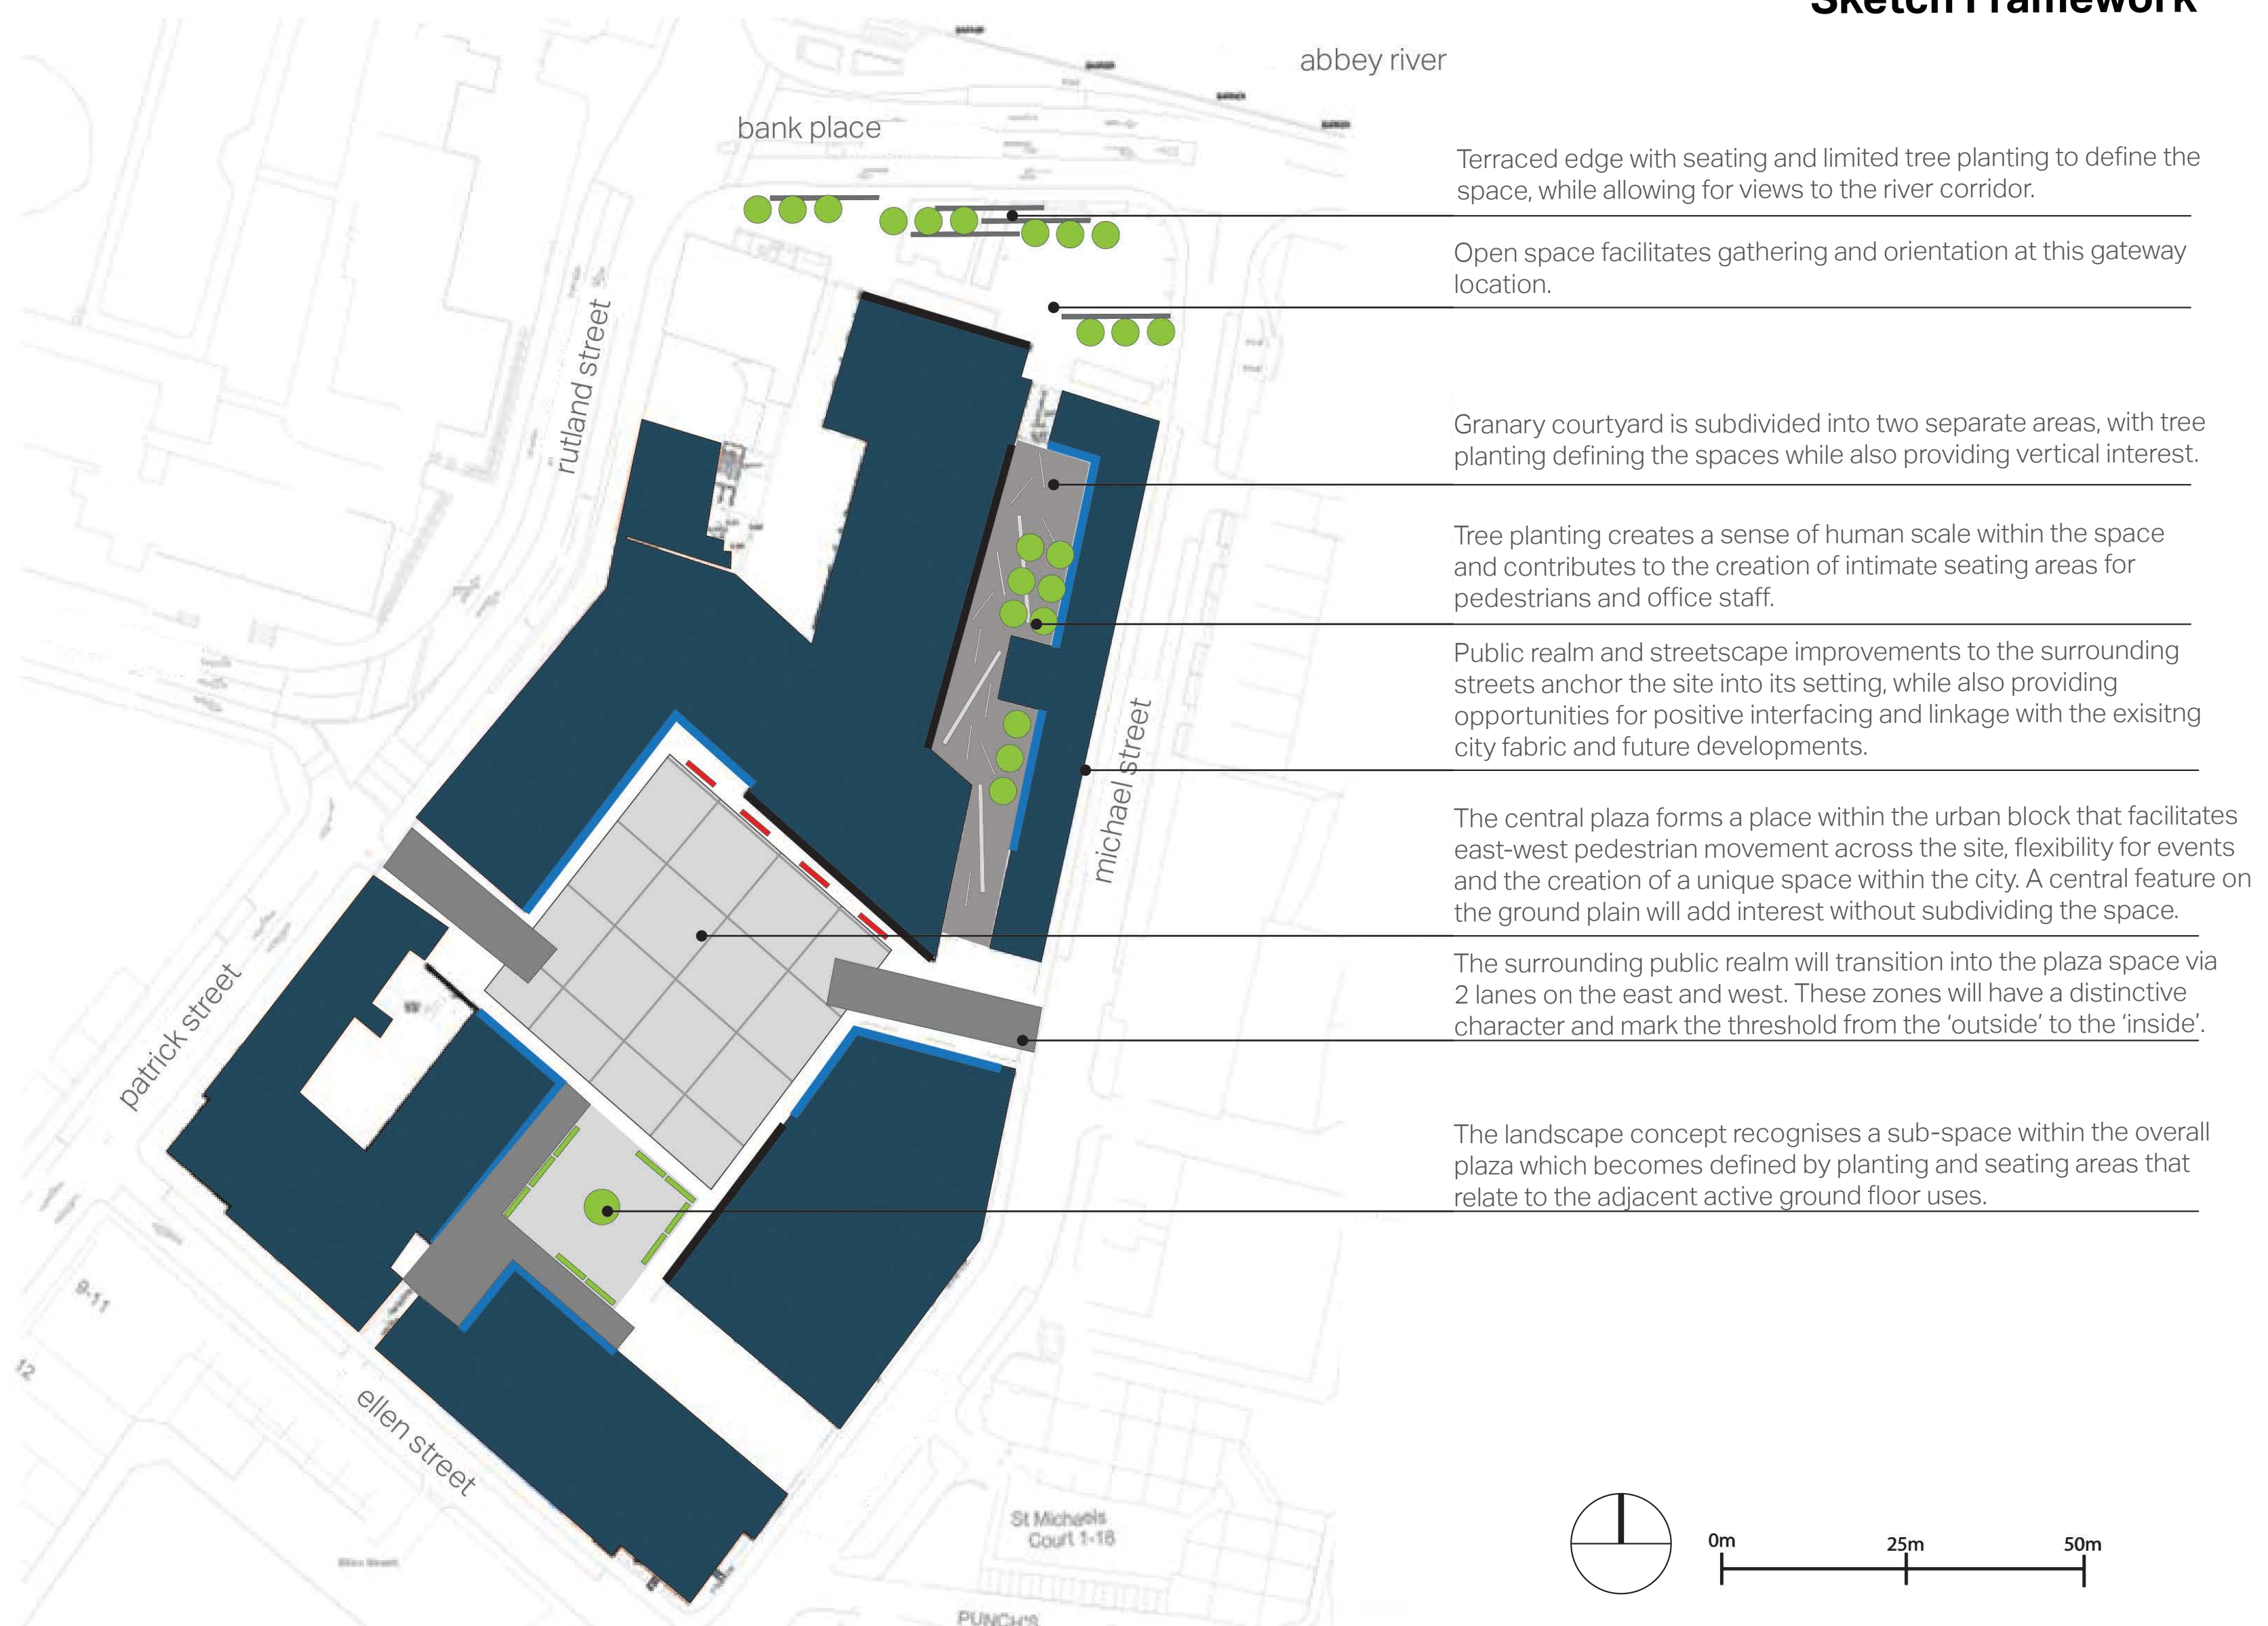 Sketch Framework
abbey river
bank place
Terraced edge with seating and limited tree planting to define the
space, while allowing for views to the river corridor.
Open space facilitates gathering and orientation at this gateway
location.
rutland street
Granary courtyard is subdivided into two separate areas, with tree
planting defining the spaces while also providing vertical interest.
Tree planting creates a sense of human scale within the space
and contributes to the creation of intimate seating areas for
pedestrians and office staff.
Public realm and streetscape improvements to the surrounding
streets anchor the site into its setting, while also providing
opportunities for positive interfacing and linkage with the exisitng
city fabric and future developments.
michael street
The central plaza forms a place within the urban block that facilitates
east-west pedestrian movement across the site, flexibility for events
and the creation of a unique space within the city. A central feature on
the ground plain will add interest without subdividing the space.
The surrounding public realm will transition into the plaza space via
2 lanes on the east and west. These zones will have a distinctive
character and mark the threshold from the ‘outside’ to the ‘inside’.
patrick street
The landscape concept recognises a sub-space within the overall
plaza which becomes defined by planting and seating areas that
relate to the adjacent active ground floor uses.
9-11
12
ellen street
St Michaels
Court 1-18
0m
25m
50m
PUNCH'S